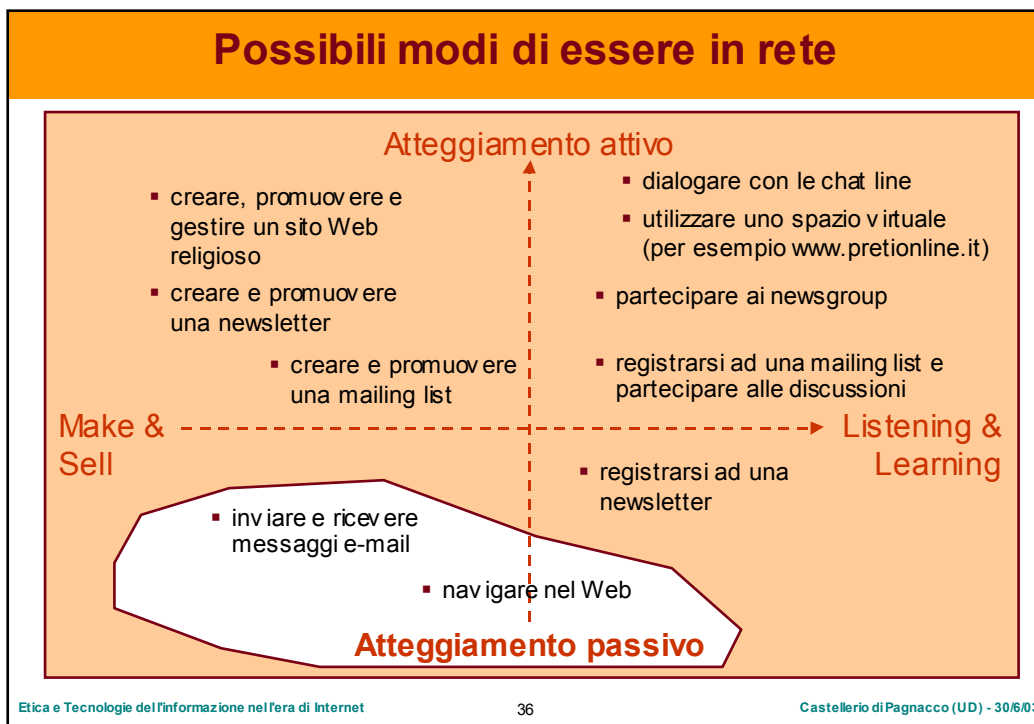 Possibili modi di essere in rete
Atteggiamento attivo
▪ creare, promuovere e
gestire un sito Web
religioso
▪ creare e promuovere
una newsletter
▪ creare e promuovere
una mailing list
▪ dialogare con le chat line
▪ utilizzare uno spazio virtuale
(per esempio www.pretionline.it)
▪ partecipare ai newsgroup
▪ registrarsi ad una mailing list e
partecipare alle discussioni
Make &
Sell
Listening &
Learning
▪ registrarsi ad una
newsletter
▪ inviare e ricevere
messaggi e-mail
▪ navigare nel Web
Atteggiamento passivo
Etica e Tecnologie dell'informazione nell'era di Internet
36
Castellerio di Pagnacco (UD) - 30/6/03